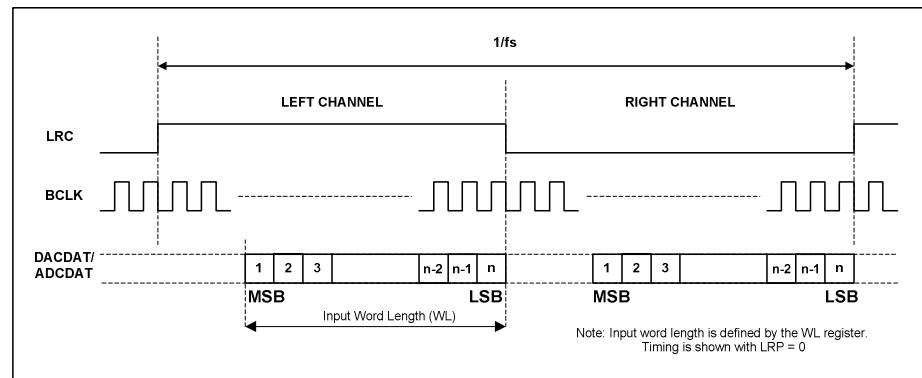 1/fs
LEFT CHANNEL
RIGHT CHANNEL
LRC
BCLK
DACDAT/
ADCDAT
1 2 3 n-2 n-1 n 1 2 3 n-2 n-1 n
MSB LSB MSB LSB
Input Word Length (WL)
Note: Input word length is defined by the WL register.
Timing is shown with LRP = 0